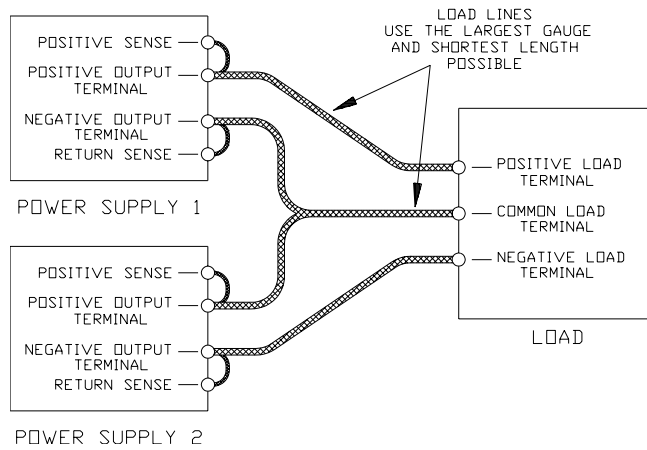 LOAD LINES
USE THE LARGEST GAUGE
AND SHORTEST LENGTH
POSSIBLE
POSITIVE SENSE
POSITIVE OUTPUT
TERMINAL
NEGATIVE OUTPUT
TERMINAL
RETURN SENSE
POWER SUPPLY 1
POSITIVE SENSE
POSITIVE OUTPUT
TERMINAL
NEGATIVE OUTPUT
TERMINAL
RETURN SENSE
POWER SUPPLY 2
POSITIVE LOAD
TERMINAL
COMMON LOAD
TERMINAL
NEGATIVE LOAD
TERMINAL
LOAD